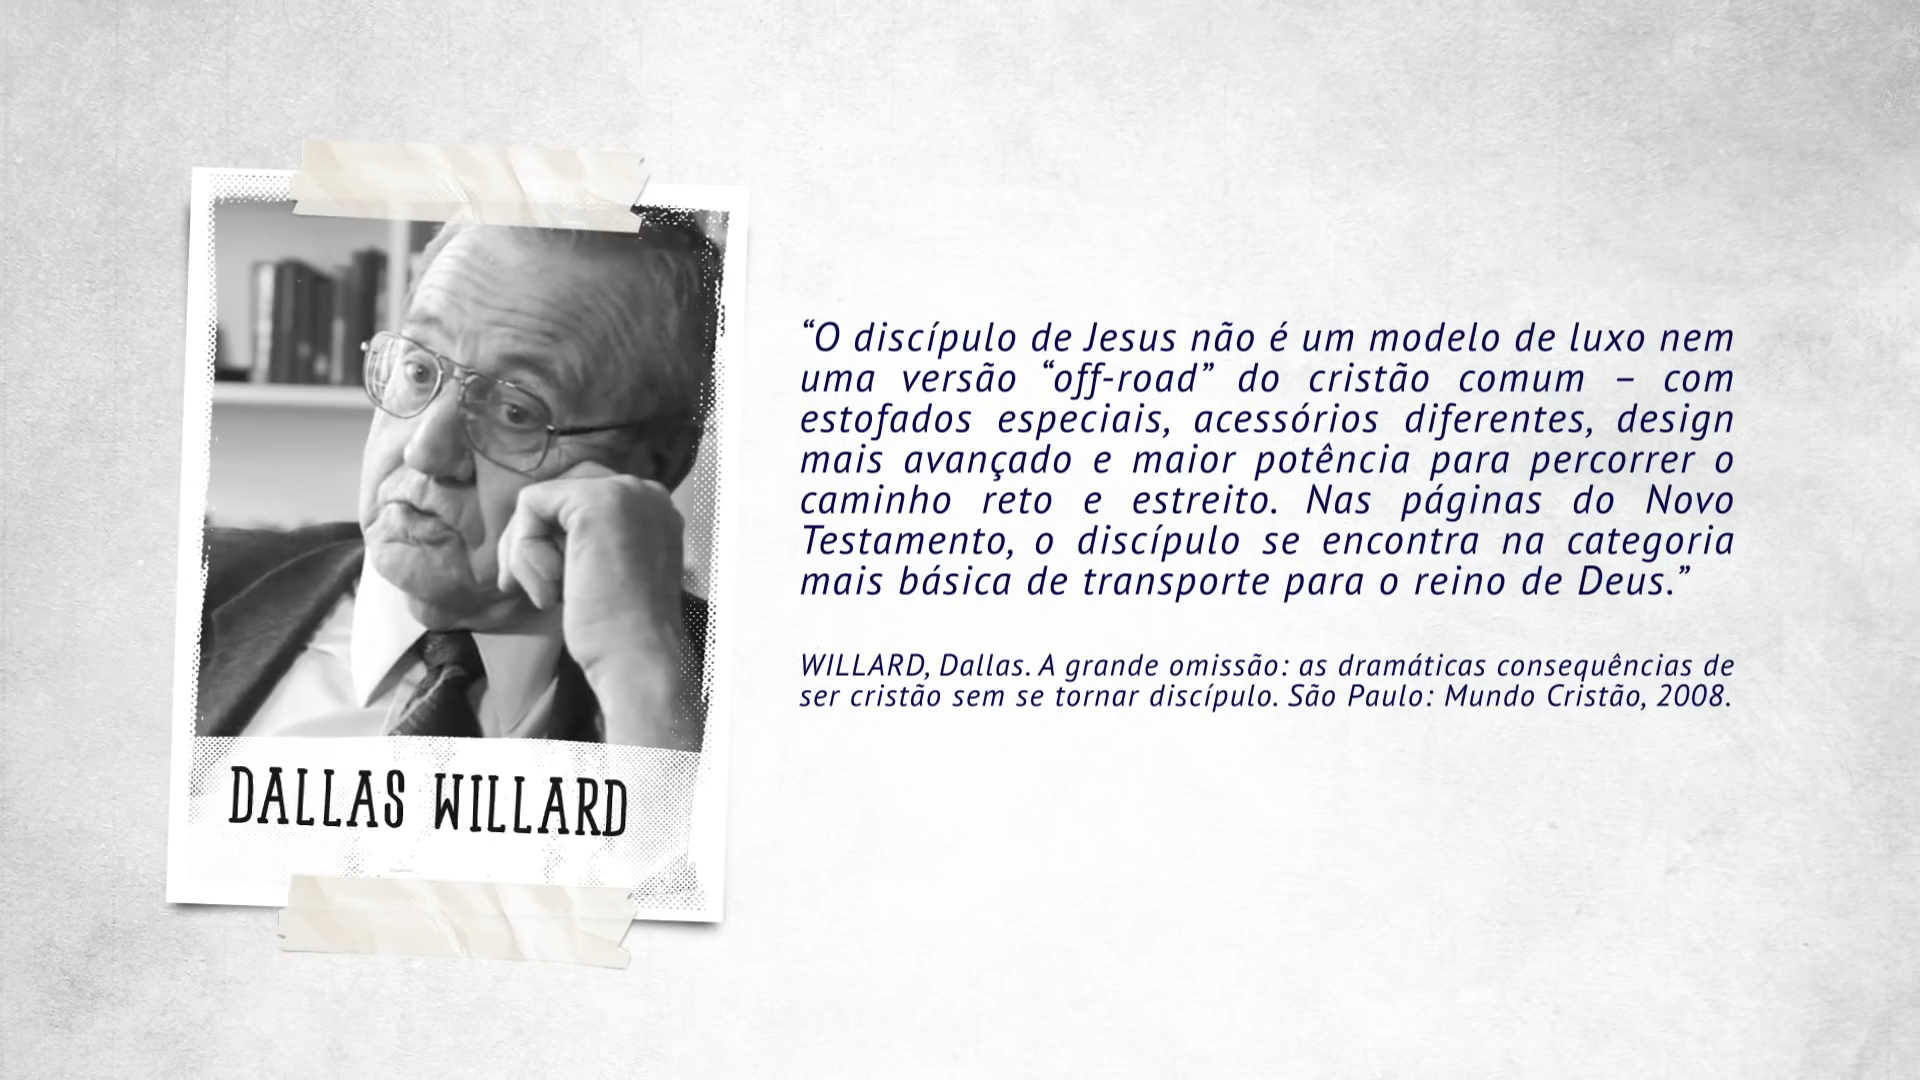 DALLAS WILLARD
“O discípulo de Jesus não é um modelo de luxo nem
uma versão “off-road” do cristão comum – com
estofados especiais, acessórios diferentes, design
mais avançado e maior potência para percorrer o
caminho reto e estreito. Nas páginas do Novo
Testamento, o discípulo se encontra na categoria
mais básica de transporte para o reino de Deus.”
WILLARD, Dallas. A grande omissão: as dramáticas consequências de
ser cristão sem se tornar discípulo. São Paulo: Mundo Cristão, 2008.